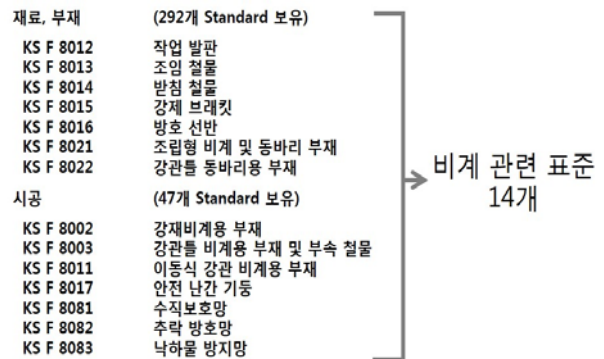 재료, 부재 (292개 Standard 보유)
KS F 8012 작업 발판
KS F 8013 조임 철물
KS F 8014 받침 철물
KS F 8015 강제 브래킷
KS F 8016 방호 선반
KS F 8021 조립형 비계 및 동바리 부재
KS F 8022 강관틀 동바리용 부재
시공 (47개 Standard 보유)
KS F 8002 강재비계용 부재
KS F 8003 강관틀 비계용 부재 및 부속 철물
KS F 8011 이동식 강관 비계용 부재
KS F 8017 안전 난간 기둥
KS F 8081 수직보호망
KS F 8082 추락 방호망
KS F 8083 낙하물 방지망
비계 관련 표준
14개